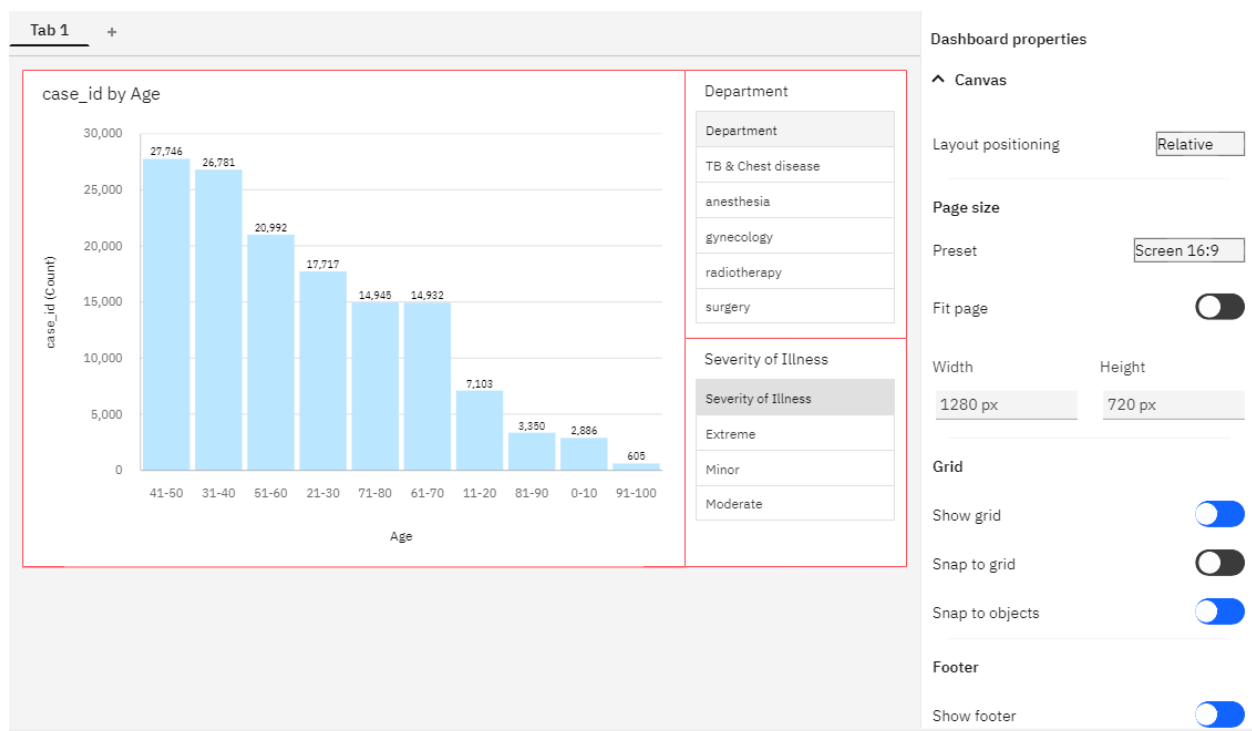 Tab 1 +
case_id by Age
30,000
25,000
20,000
15,000
10,000
5,000
0
case_id (Count)
27,746
26,781
20,992
17,717
14,945
14,932
7,103
3,350
2,886
605
41-50 31-40 51-60 21-30 71-80 61-70 11-20 81-90 0-10 91-100
Age
Department
Department
TB & Chest disease
anesthesia
gynecology
radiotherapy
surgery
Severity of Illness
Severity of Illness
Extreme
Minor
Moderate
Dashboard properties
Canvas
Layout positioning Relative
Page size
Preset Screen 16:9
Fit page
Width Height
1280 px 720 px
Grid
Show grid
Snap to grid
Snap to objects
Footer
Show footer